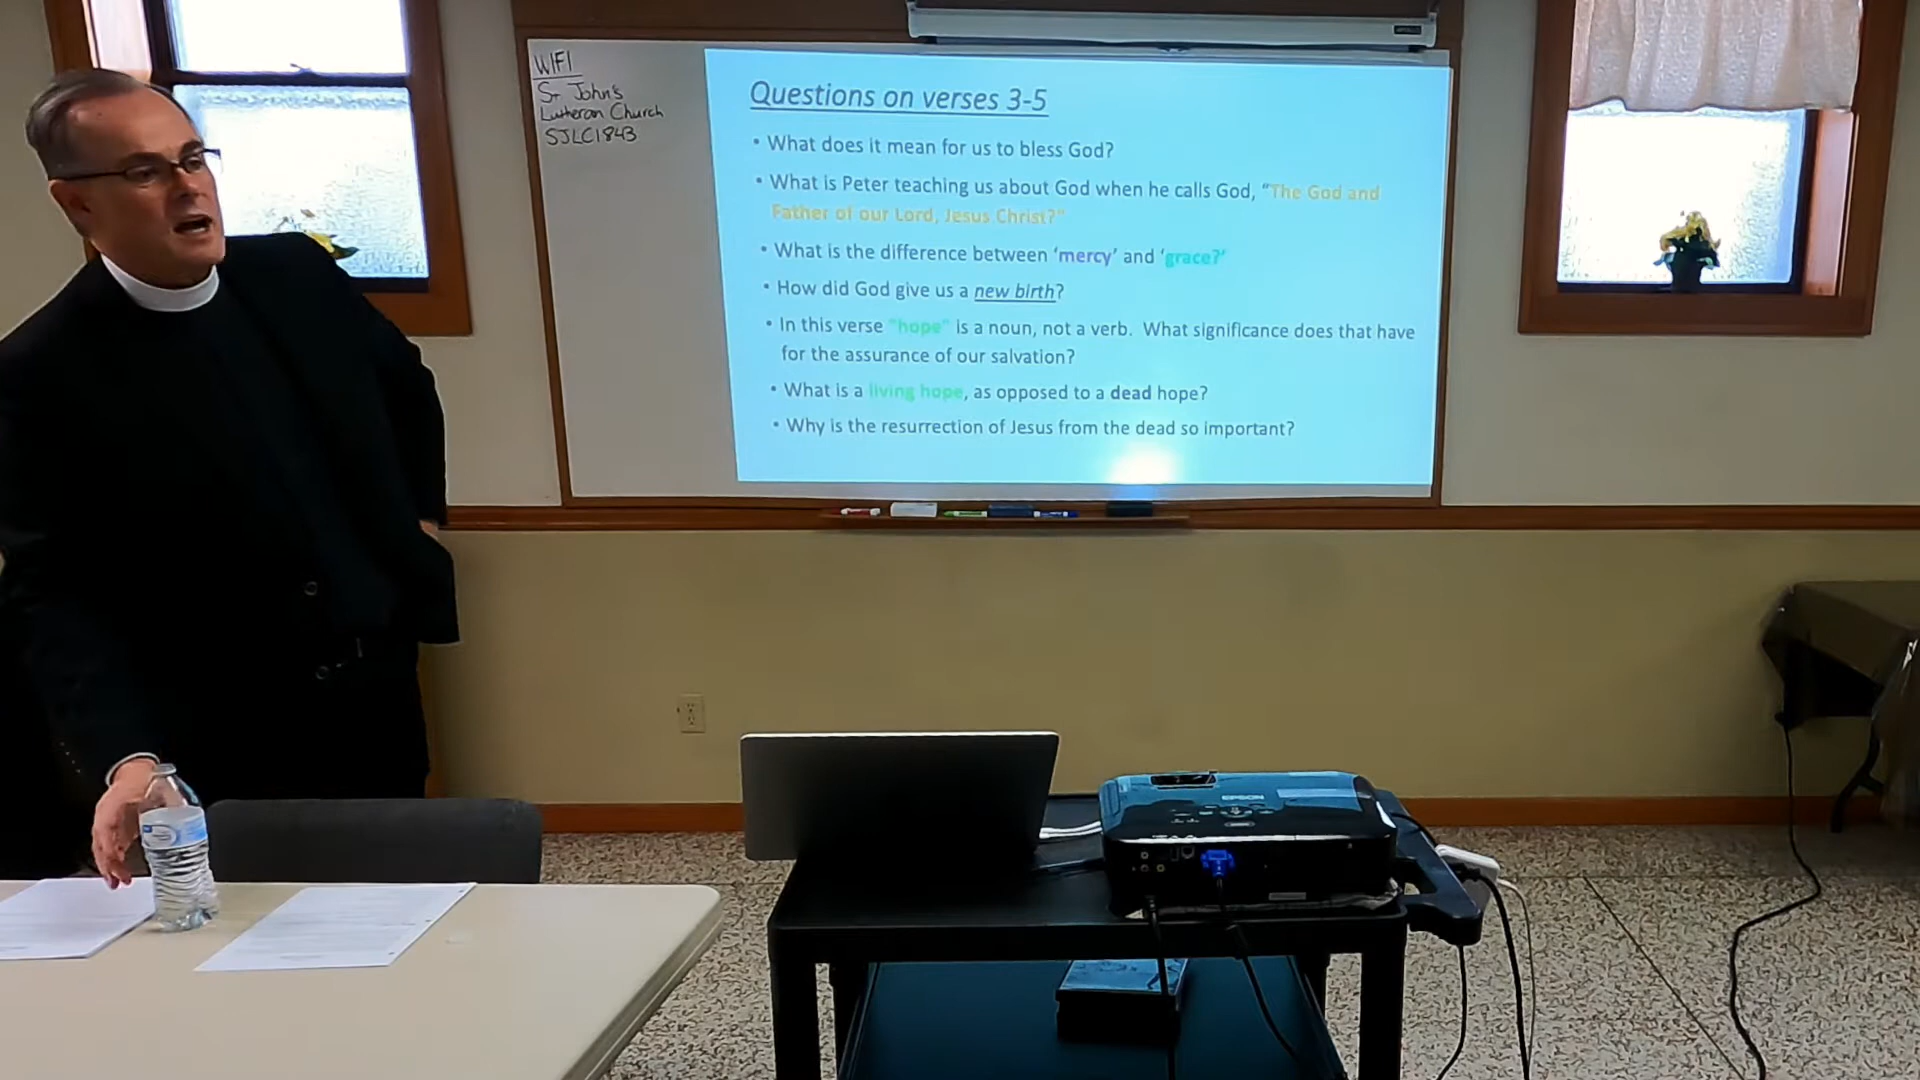 WIFI
St John's
Lutheran Church
SJLC1843
Questions on verses 3-5
• What does it mean for us to bless God?
• What is Peter teaching us about God when he calls God, “The God and
Father of our Lord, Jesus Christ?”
• What is the difference between ‘mercy’ and ‘grace?’
• How did God give us a new birth?
• In this verse “hope” is a noun, not a verb. What significance does that have
for the assurance of our salvation?
• What is a living hope, as opposed to a dead hope?
• Why is the resurrection of Jesus from the dead so important?
EPSON